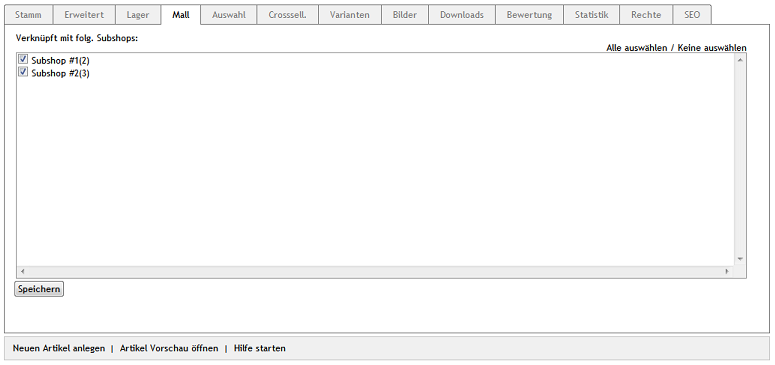 Stamm Erweitert Lager Mall Auswahl Crosssell. Varianten Bilder Downloads Bewertung Statistik Rechte SEO
Verknüpft mit folg. Subshops:
Alle auswählen / Keine auswählen
Subshop #1(2)
Subshop #2(3)
Speichern
Neuen Artikel anlegen | Artikel Vorschau öffnen | Hilfe starten